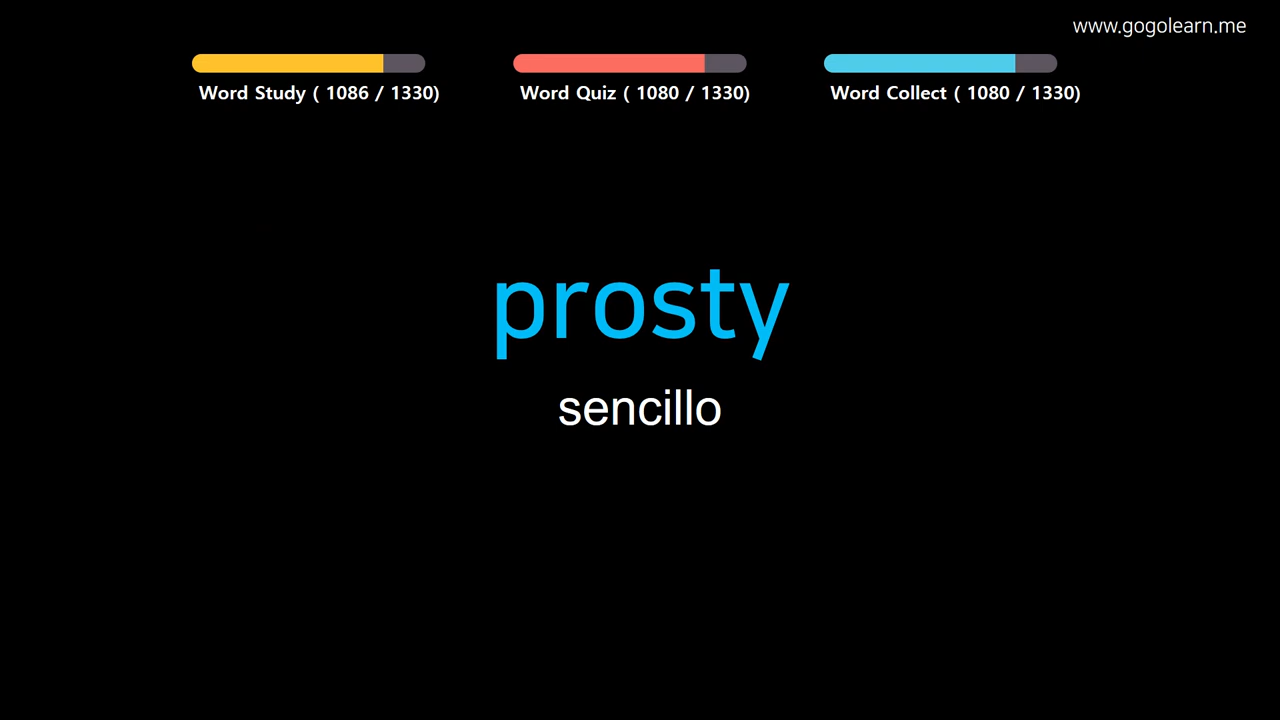 www.gogolearn.me
Word Study ( 1086 / 1330)
Word Quiz ( 1080 / 1330)
Word Collect ( 1080 / 1330)
prosty
sencillo